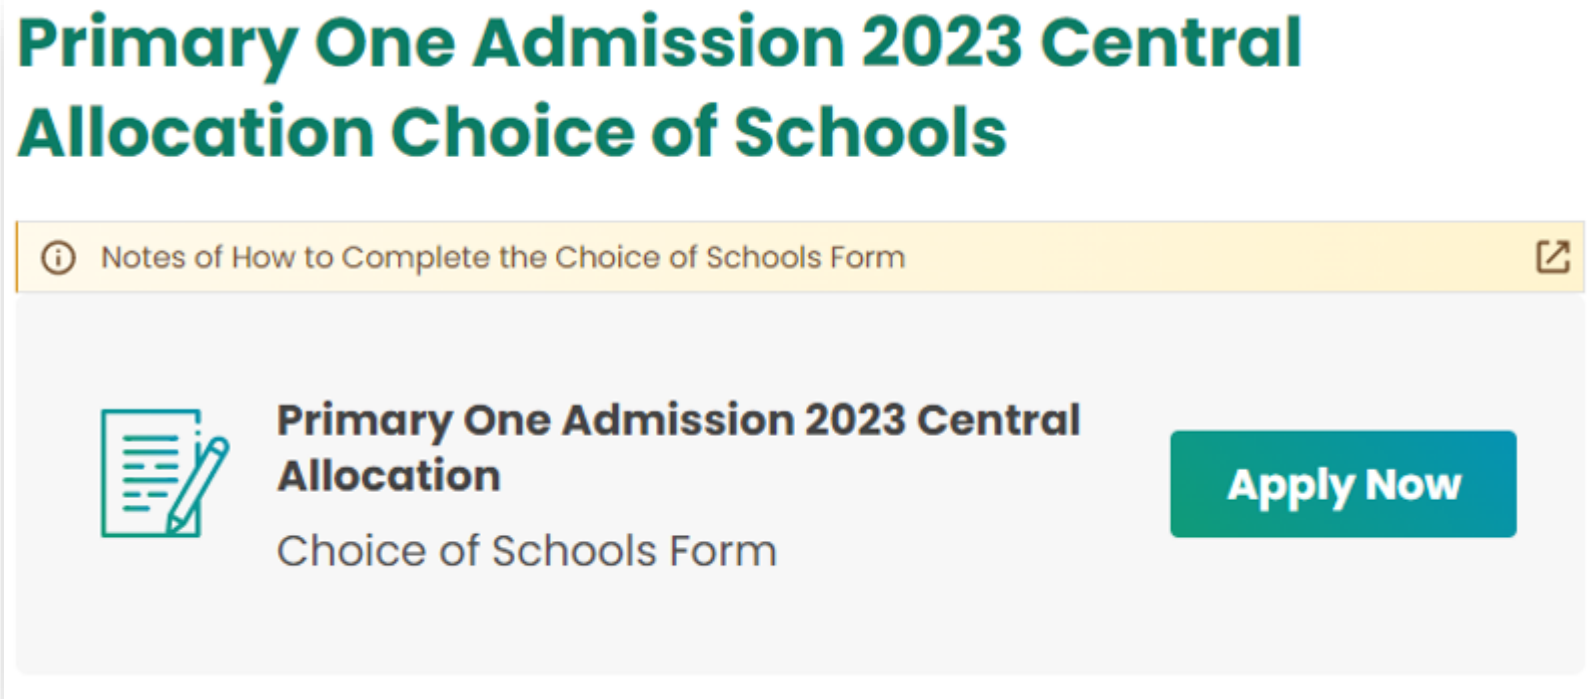 Primary One Admission 2023 Central
Allocation Choice of Schools
Notes of How to Complete the Choice of Schools Form
Primary One Admission 2023 Central
Allocation
Choice of Schools Form
Apply Now